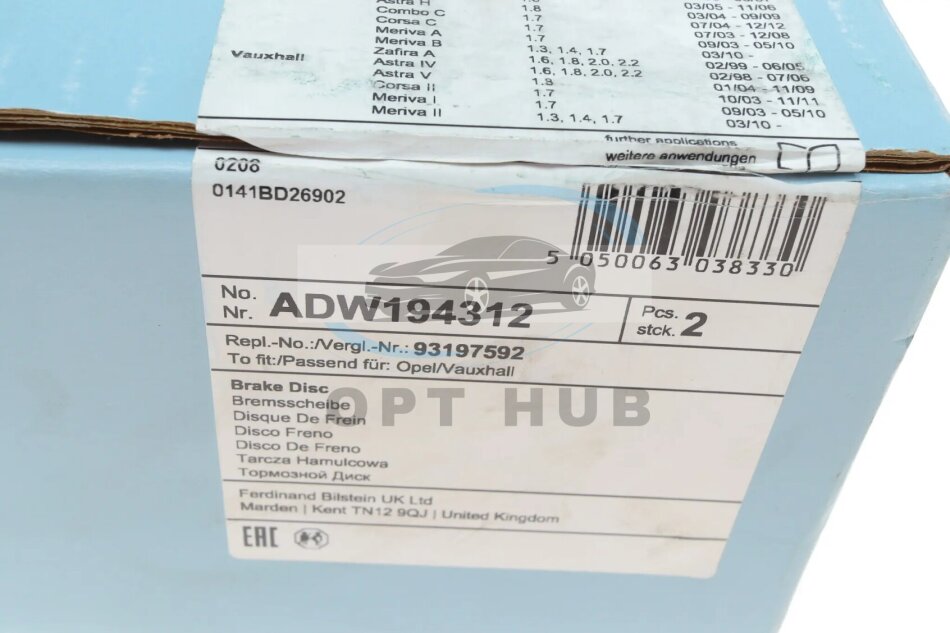 Astra H
Combo C 1.8 03/05 - 11/06
Corsa C 1.7 03/04 - 09/09
Meriva A 1.7 07/04 - 12/12
Meriva B 1.7 07/03 - 12/08
Zafira A 1.3, 1.4, 1.7 09/03 - 05/10
Vauxhall Astra IV 1.6, 1.8, 2.0, 2.2 03/10 -
Astra V 1.6, 1.8, 2.0, 2.2 02/99 - 06/05
Corsa II 1.8 02/98 - 07/06
Meriva I 1.7 01/04 - 11/09
Meriva II 1.7 10/03 - 11/11
1.3, 1.4, 1.7 09/03 - 05/10
03/10 -
further applications
weitere anwendungen
0208
0141BD26902
5 050063 038330
No.
Nr. ADW194312
Pcs.
stck. 2
Repl.-No.:/Vergl.-Nr.: 93197592
To fit:/Passend für: Opel/Vauxhall
Brake Disc
Bremsscheibe
Disque De Frein
Disco Freno
Disco De Freno
Tarcza Hamulcowa
Тормозной Диск
OPT HUB
Ferdinand Bilstein UK Ltd
Marden | Kent TN12 9QJ | United Kingdom
EAC